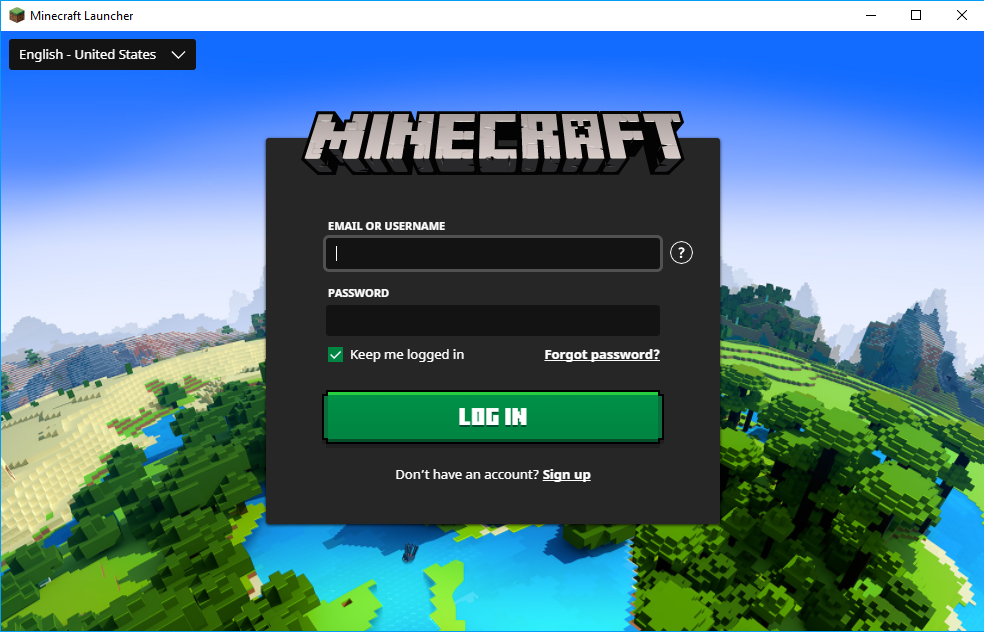 Minecraft Launcher
English - United States
MINECRAFT
EMAIL OR USERNAME
?
PASSWORD
Keep me logged in
Forgot password?
LOG IN
Don’t have an account? Sign up